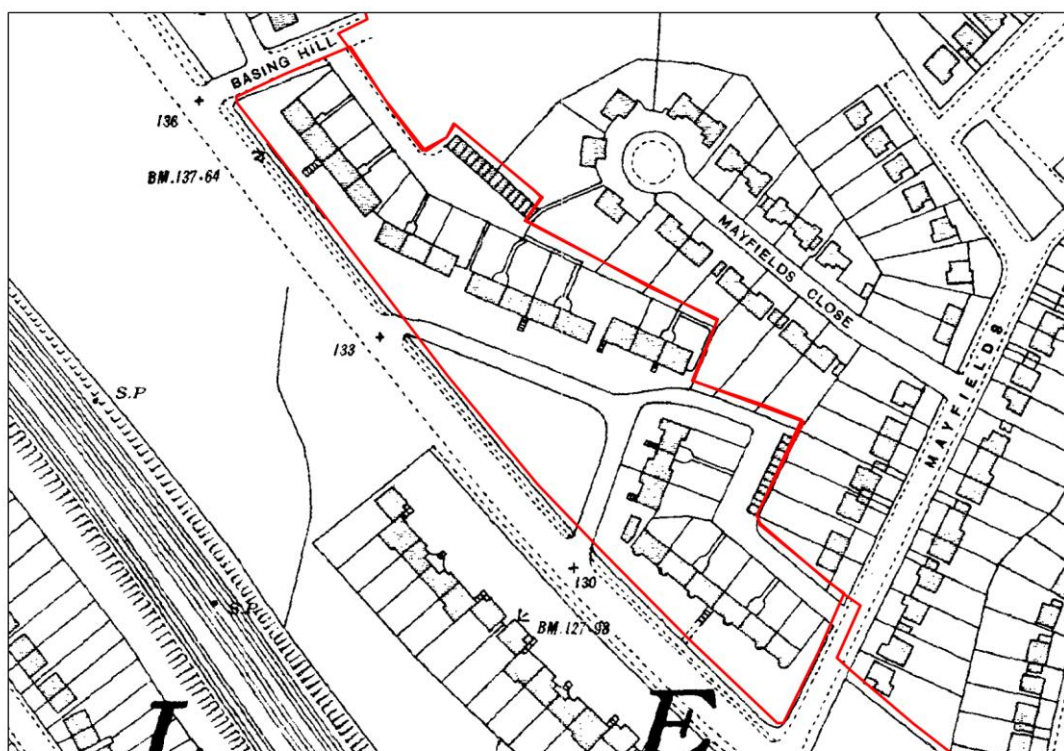 BASING HILL
136
BM.137·64
MAYFIELDS CLOSE
133
S.P
MAYFIELDS
130
S.P
BM.127·98
E